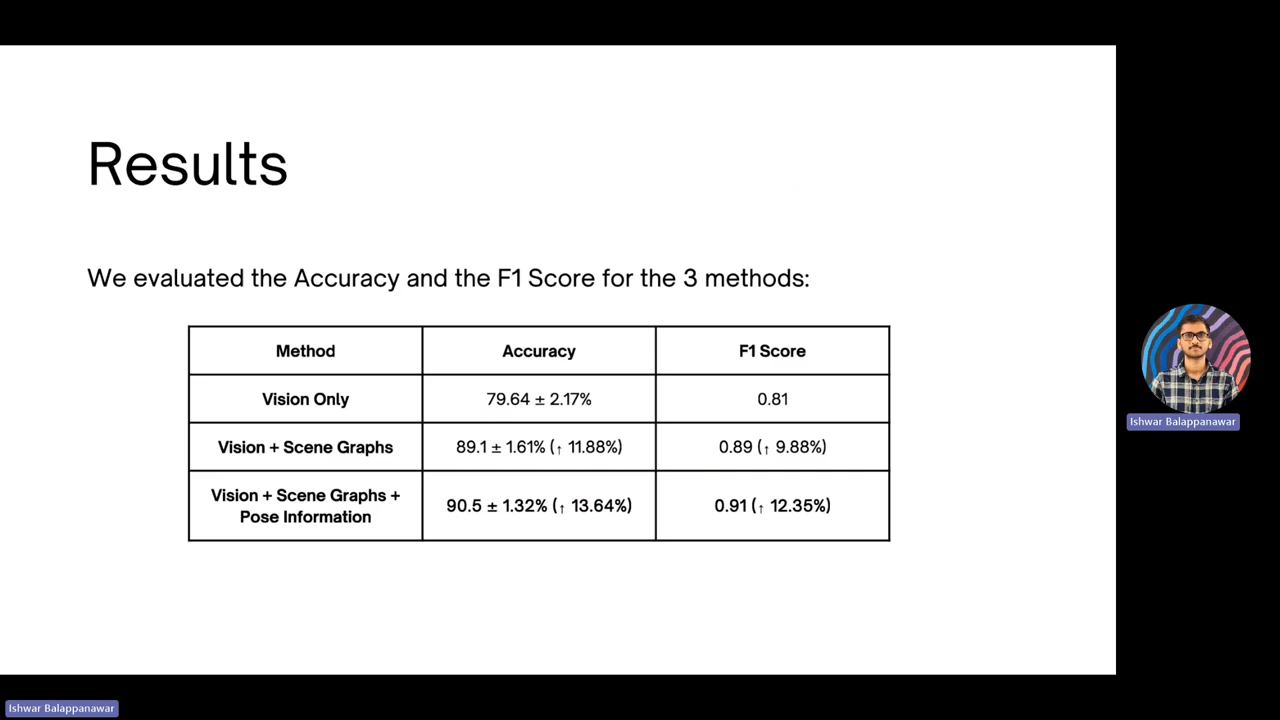 Results
We evaluated the Accuracy and the F1 Score for the 3 methods:
Method Accuracy F1 Score
Vision Only 79.64 ± 2.17% 0.81
Vision + Scene Graphs 89.1 ± 1.61% (↑ 11.88%) 0.89 (↑ 9.88%)
Vision + Scene Graphs +
Pose Information 90.5 ± 1.32% (↑ 13.64%) 0.91 (↑ 12.35%)
Ishwar Balappanawar
Ishwar Balappanawar